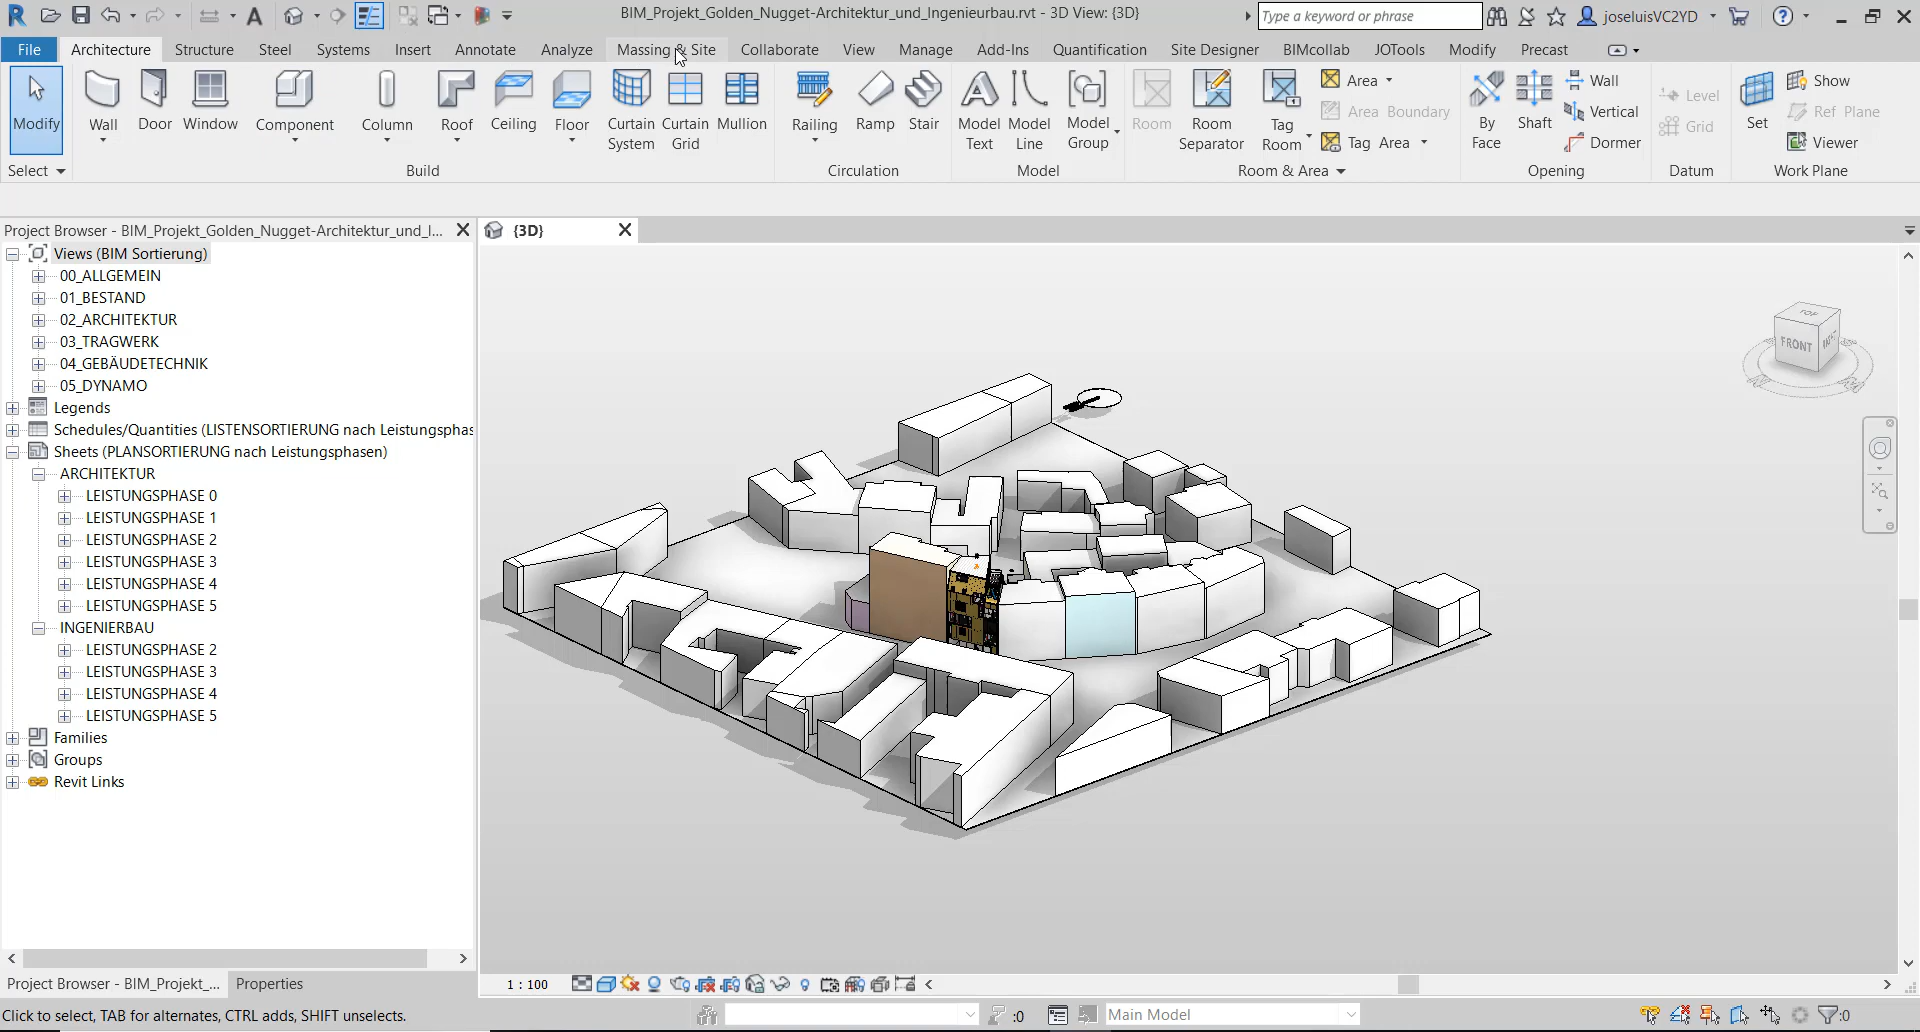 BIM_Projekt_Golden_Nugget-Architektur_und_Ingenieurbau.rvt - 3D View: {3D}
Type a keyword or phrase
joseluisVC2YD
File Architecture Structure Steel Systems Insert Annotate Analyze Massing & Site Collaborate View Manage Add-Ins Quantification Site Designer BIMcollab JOTools Modify Precast
Modify
Wall
Door
Window
Component
Column
Roof
Ceiling
Floor
Curtain System
Curtain Grid
Mullion
Railing
Ramp
Stair
Model Text
Model Line
Model Group
Room
Room Separator
Tag Room
Area
Area Boundary
Tag Area
By Face
Shaft
Wall
Vertical
Dormer
Level
Grid
Set
Show
Ref Plane
Viewer
Select Build Circulation Model Room & Area Opening Datum Work Plane
Project Browser - BIM_Projekt_Golden_Nugget-Architektur_und_I...
{3D}
Views (BIM Sortierung)
00_ALLGEMEIN
01_BESTAND
02_ARCHITEKTUR
03_TRAGWERK
04_GEBÄUDETECHNIK
05_DYNAMO
Legends
Schedules/Quantities (LISTENSORTIERUNG nach Leistungsphas
Sheets (PLANSORTIERUNG nach Leistungsphasen)
ARCHITEKTUR
LEISTUNGSPHASE 0
LEISTUNGSPHASE 1
LEISTUNGSPHASE 2
LEISTUNGSPHASE 3
LEISTUNGSPHASE 4
LEISTUNGSPHASE 5
INGENIERBAU
LEISTUNGSPHASE 2
LEISTUNGSPHASE 3
LEISTUNGSPHASE 4
LEISTUNGSPHASE 5
Families
Groups
Revit Links
TOP
FRONT
Project Browser - BIM_Projekt_... Properties
1 : 100
Click to select, TAB for alternates, CTRL adds, SHIFT unselects.
:0
Main Model
:0